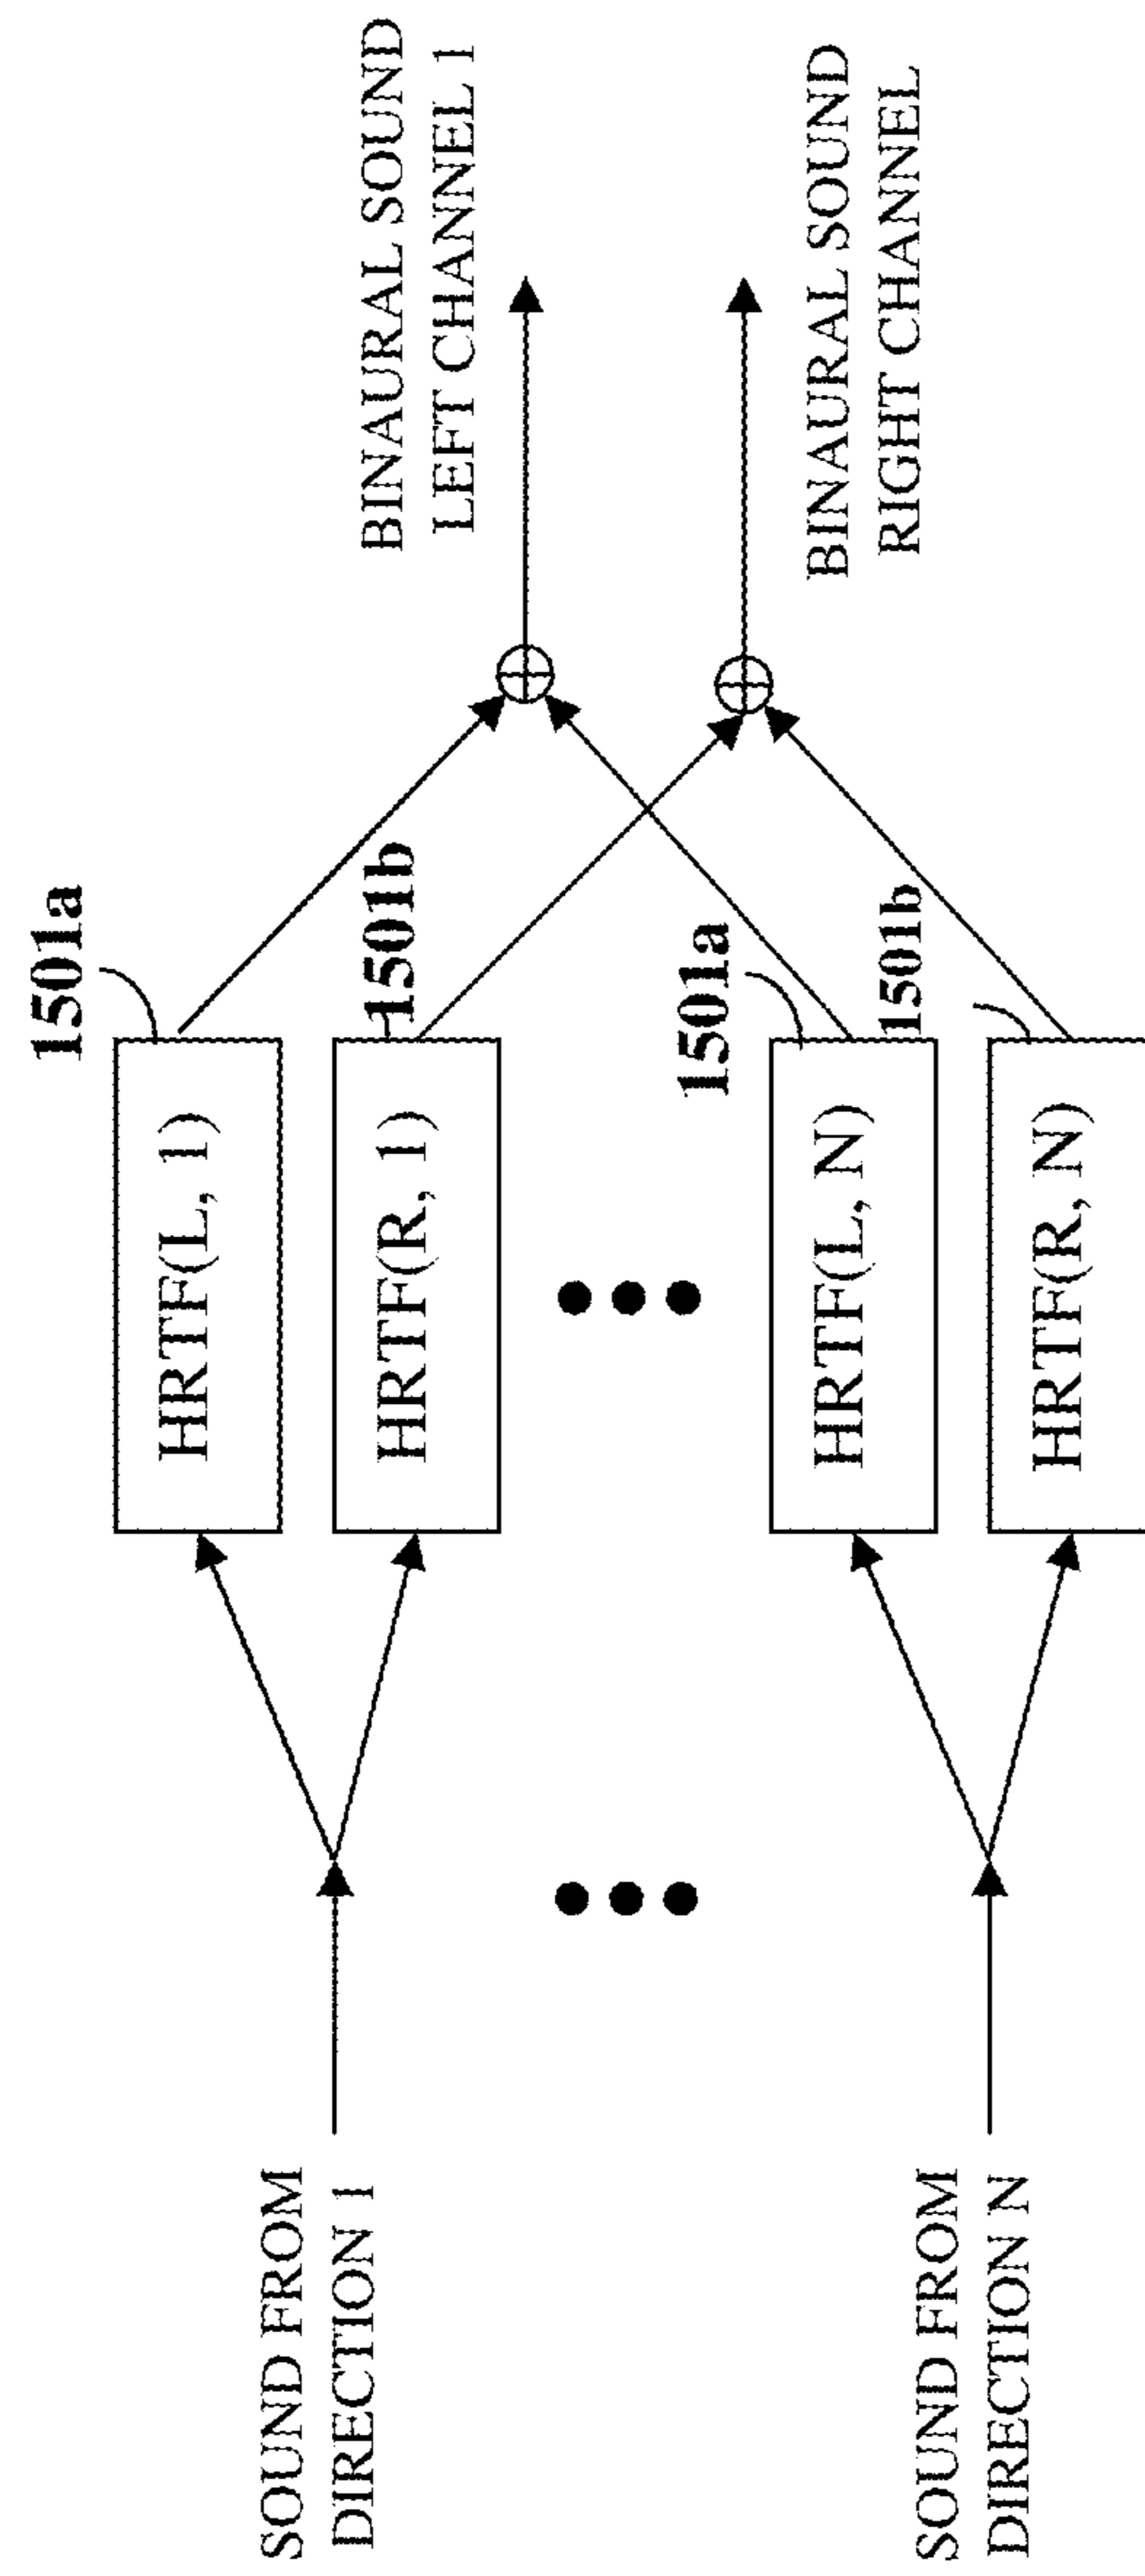 SOUND FROM
DIRECTION 1
SOUND FROM
DIRECTION N
HRTF(L, 1)
1501a
HRTF(R, 1)
1501b
HRTF(L, N)
1501a
HRTF(R, N)
1501b
BINAURAL SOUND
LEFT CHANNEL 1
BINAURAL SOUND
RIGHT CHANNEL